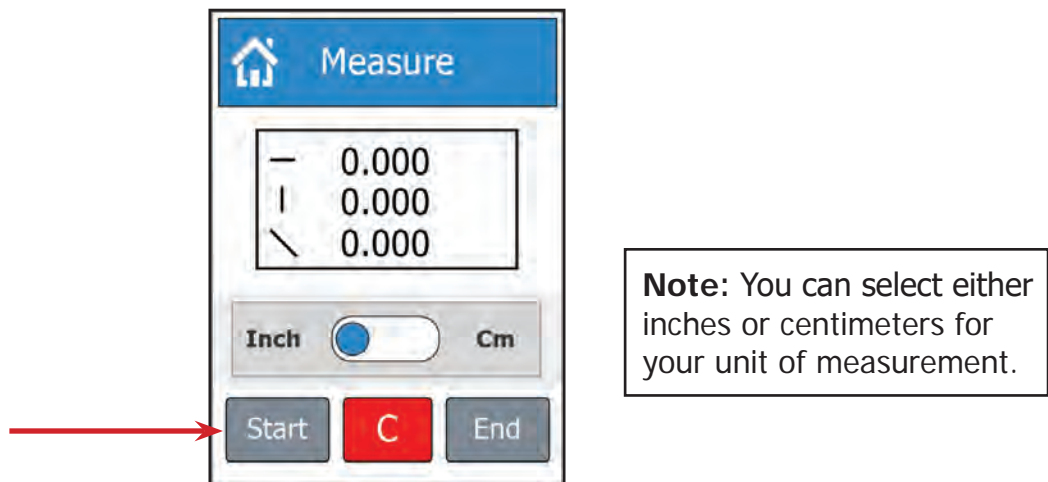 Measure
— 0.000
| 0.000
\ 0.000
Inch Cm
Start C End
Note: You can select either
inches or centimeters for
your unit of measurement.